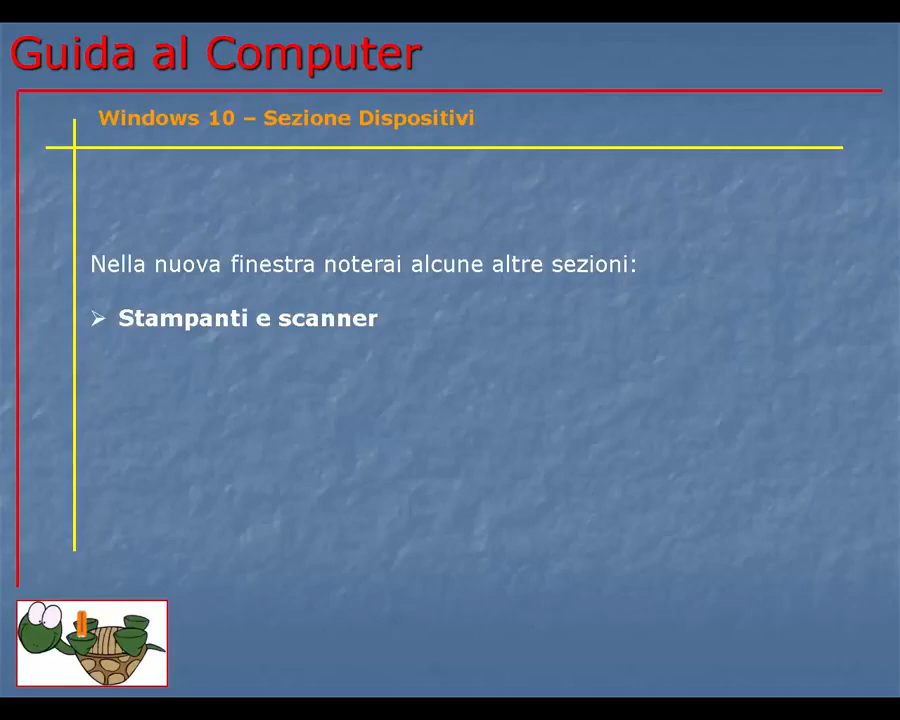 Guida al Computer
Windows 10 – Sezione Dispositivi
Nella nuova finestra noterai alcune altre sezioni:
➢ Stampanti e scanner